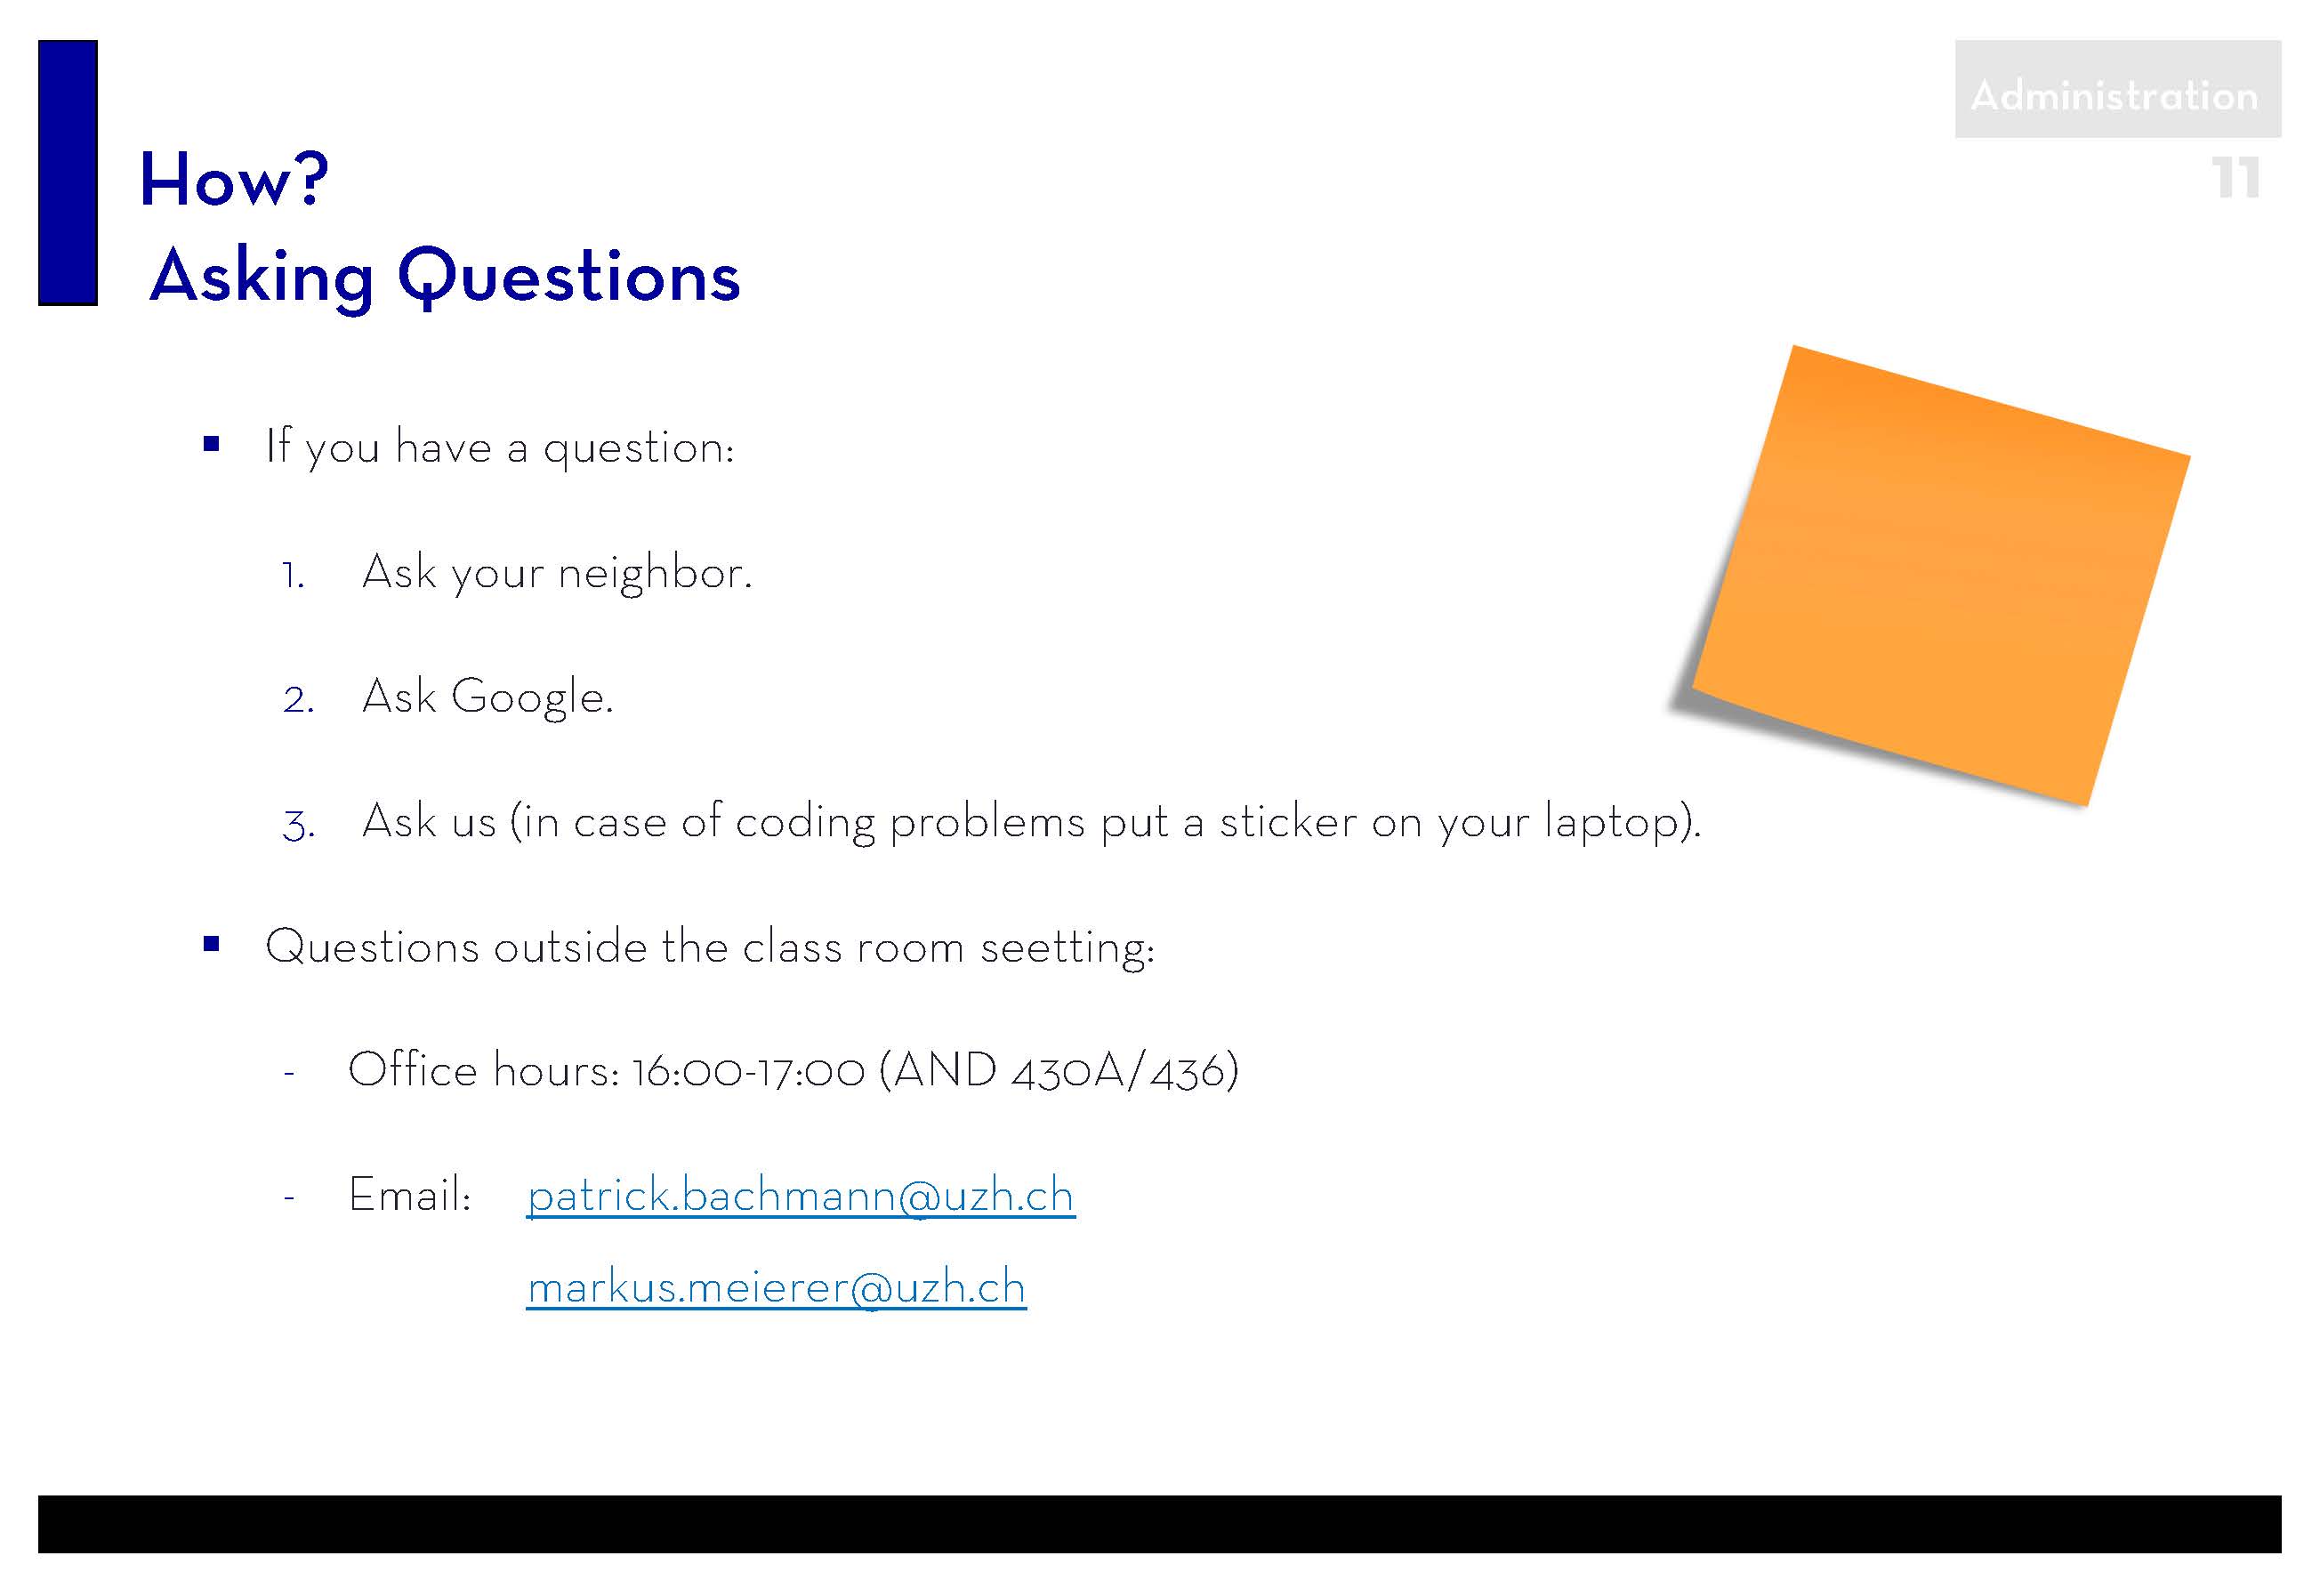 Administration
11
How?
Asking Questions
▪ If you have a question:
1. Ask your neighbor.
2. Ask Google.
3. Ask us (in case of coding problems put a sticker on your laptop).
▪ Questions outside the class room seetting:
- Office hours: 16:00-17:00 (AND 430A/436)
- Email: patrick.bachmann@uzh.ch
markus.meierer@uzh.ch